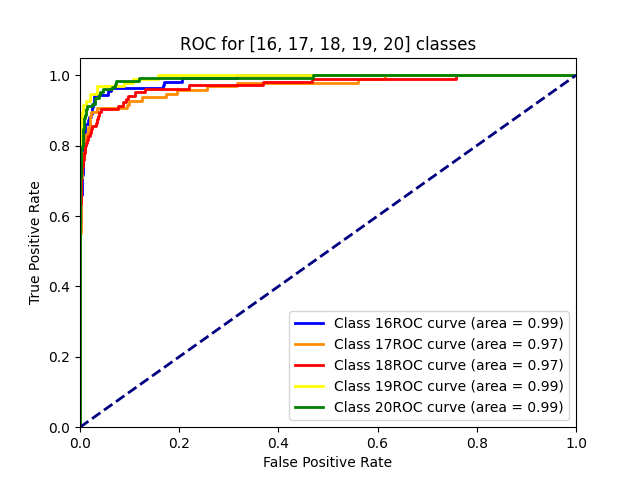 ROC for [16, 17, 18, 19, 20] classes
True Positive Rate
1.0
0.8
0.6
0.4
0.2
0.0
Class 16ROC curve (area = 0.99)
Class 17ROC curve (area = 0.97)
Class 18ROC curve (area = 0.97)
Class 19ROC curve (area = 0.99)
Class 20ROC curve (area = 0.99)
0.0 0.2 0.4 0.6 0.8 1.0
False Positive Rate